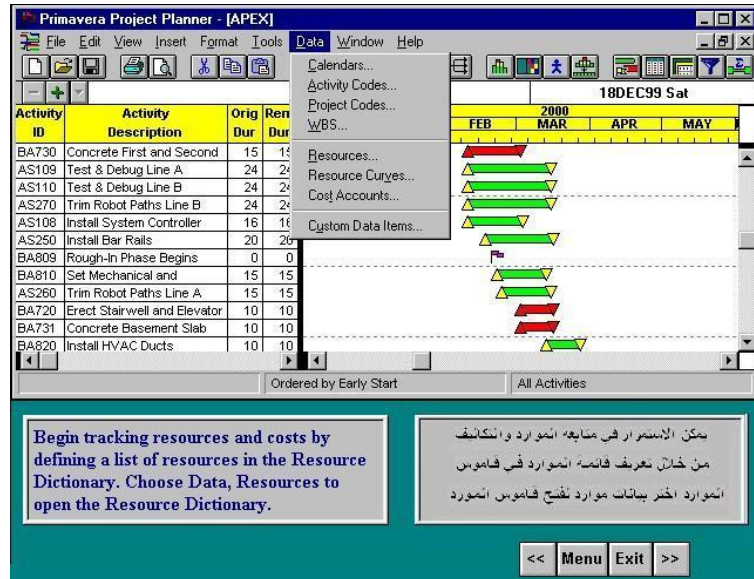 Primavera Project Planner - [APEX]
File Edit View Insert Format Tools Data Window Help
Calendars...
Activity Codes...
Project Codes...
WBS...
Resources...
Resource Curves...
Cost Accounts...
Custom Data Items...
18DEC99 Sat
Activity ID Activity Description Orig Dur Rem Dur
2000
FEB MAR APR MAY
BA730 Concrete First and Second 15 15
AS109 Test & Debug Line A 24 24
AS110 Test & Debug Line B 24 24
AS270 Trim Robot Paths Line B 24 24
AS108 Install System Controller 16 16
AS250 Install Bar Rails 20 20
BA809 Rough-In Phase Begins 0 0
BA810 Set Mechanical and 15 15
AS260 Trim Robot Paths Line A 15 15
BA720 Erect Stairwell and Elevator 10 10
BA731 Concrete Basement Slab 10 10
BA820 Install HVAC Ducts 10 10
Ordered by Early Start All Activities
Begin tracking resources and costs by
defining a list of resources in the Resource
Dictionary. Choose Data, Resources to
open the Resource Dictionary.
يمكن الاستمرار في متابعه الموارد والتكاليف
من خلال تعريف قائمة الموارد في قاموس
الموارد اختر بيانات موارد لفتح قاموس المورد
<< Menu Exit >>